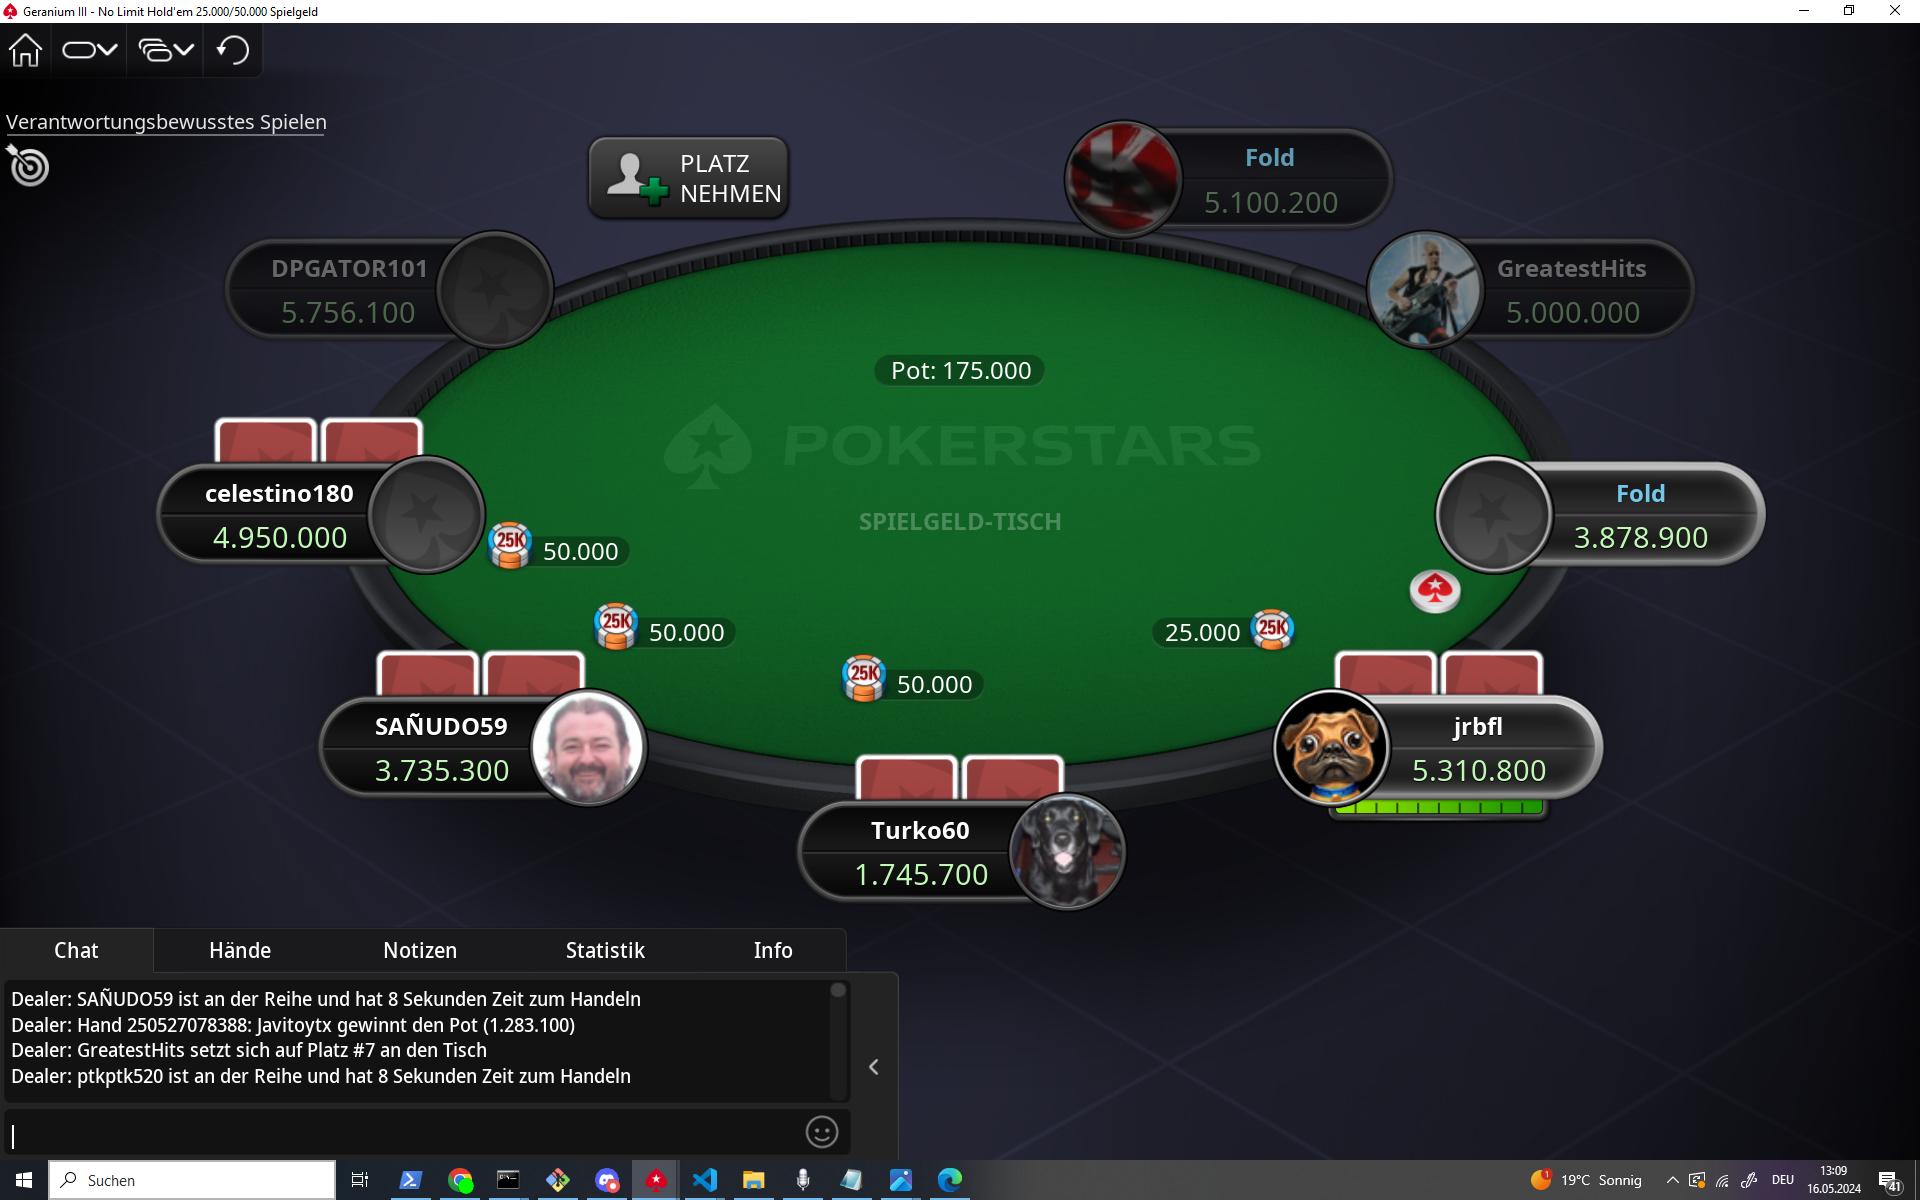 Geranium III - No Limit Hold'em 25.000/50.000 Spielgeld
Verantwortungsbewusstes Spielen
PLATZ
NEHMEN
Fold
5.100.200
DPGATOR101
5.756.100
GreatestHits
5.000.000
Pot: 175.000
POKERSTARS
SPIELGELD-TISCH
celestino180
4.950.000
25K
50.000
Fold
3.878.900
25K
50.000
25.000
25K
25K
50.000
SAÑUDO59
3.735.300
jrbfl
5.310.800
Turko60
1.745.700
Chat Hände Notizen Statistik Info
Dealer: SAÑUDO59 ist an der Reihe und hat 8 Sekunden Zeit zum Handeln
Dealer: Hand 250527078388: Javitoytx gewinnt den Pot (1.283.100)
Dealer: GreatestHits setzt sich auf Platz #7 an den Tisch
Dealer: ptkptk520 ist an der Reihe und hat 8 Sekunden Zeit zum Handeln
Suchen
1
19°C Sonnig
DEU
13:09
16.05.2024
41